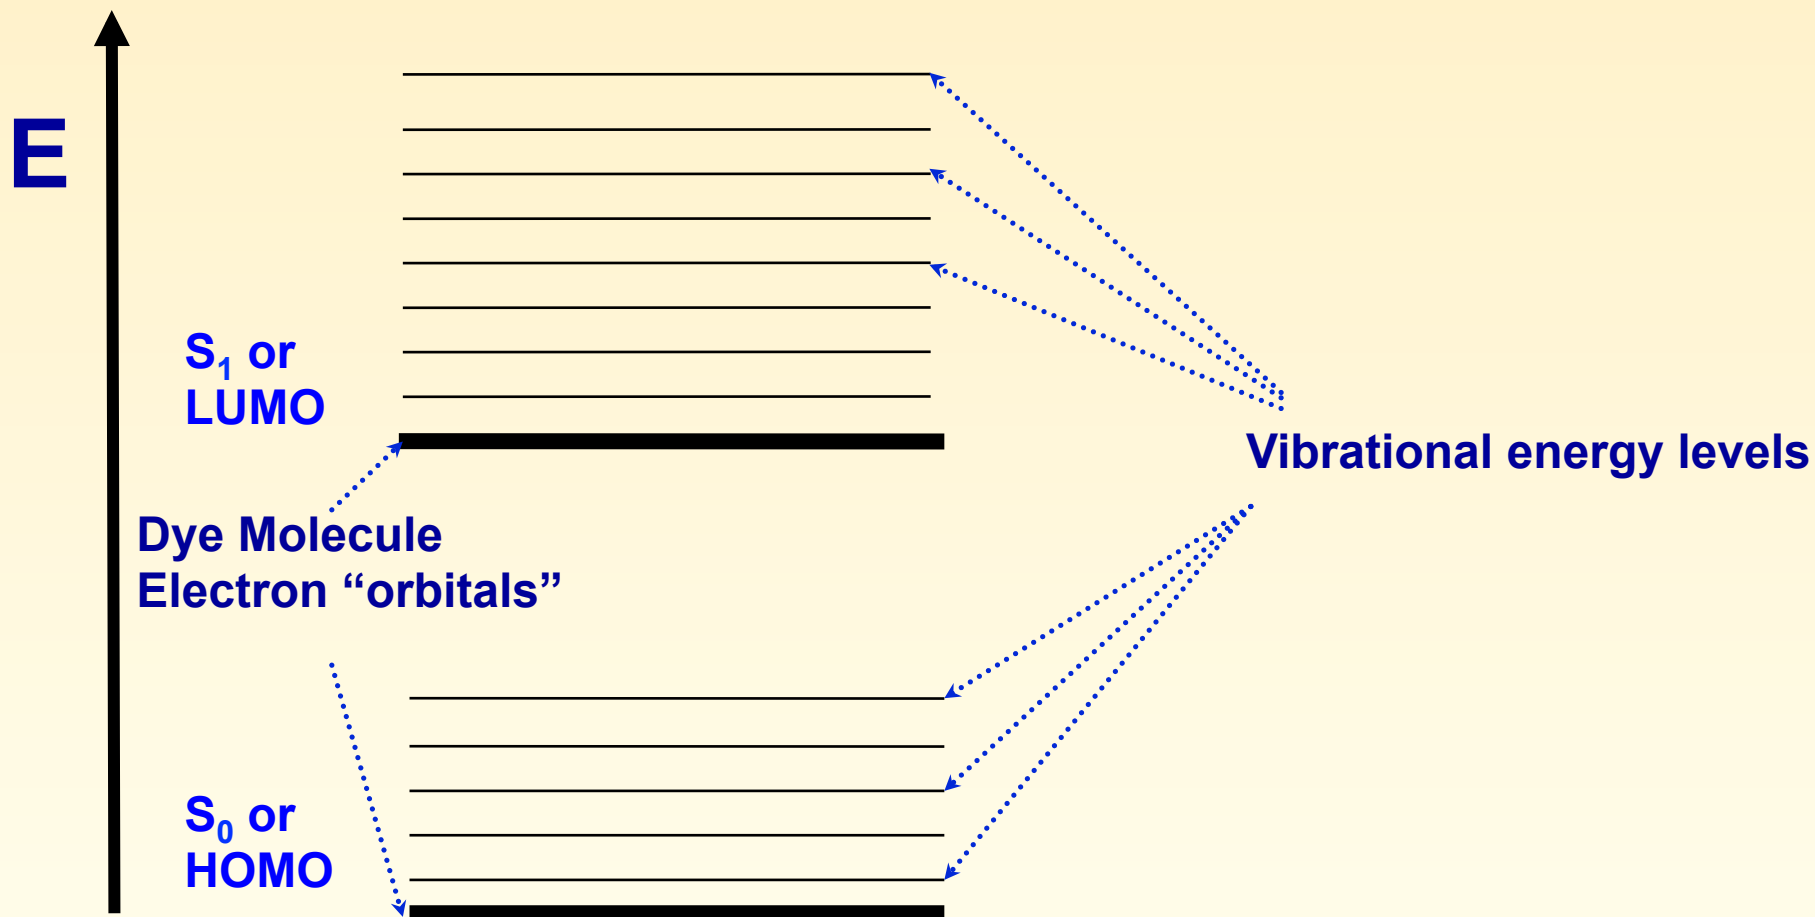 E
S₁ or
LUMO
Vibrational energy levels
Dye Molecule
Electron “orbitals”
S₀ or
HOMO